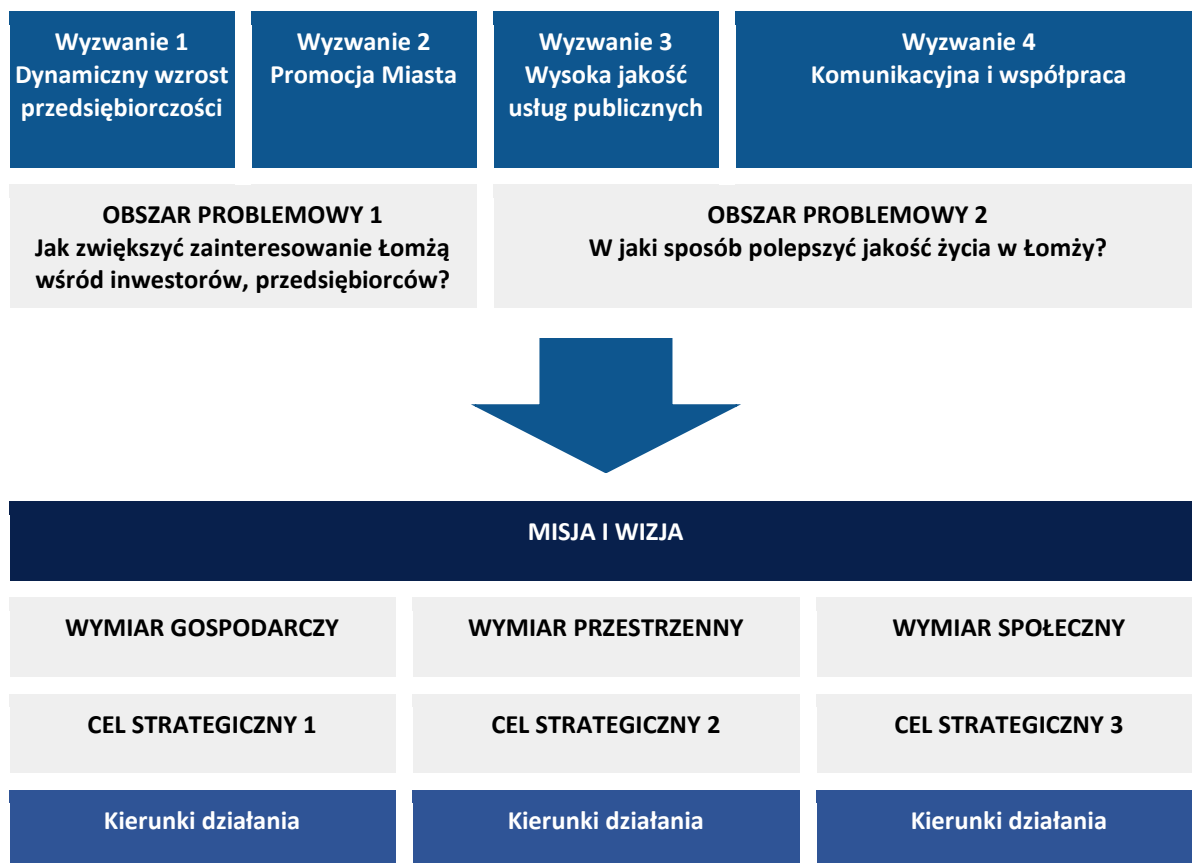 Wyzwanie 1
Dynamiczny wzrost
przedsiębiorczości
Wyzwanie 2
Promocja Miasta
Wyzwanie 3
Wysoka jakość
usług publicznych
Wyzwanie 4
Komunikacyjna i współpraca
OBSZAR PROBLEMOWY 1
Jak zwiększyć zainteresowanie Łomżą
wśród inwestorów, przedsiębiorców?
OBSZAR PROBLEMOWY 2
W jaki sposób polepszyć jakość życia w Łomży?
MISJA I WIZJA
WYMIAR GOSPODARCZY
WYMIAR PRZESTRZENNY
WYMIAR SPOŁECZNY
CEL STRATEGICZNY 1
CEL STRATEGICZNY 2
CEL STRATEGICZNY 3
Kierunki działania
Kierunki działania
Kierunki działania